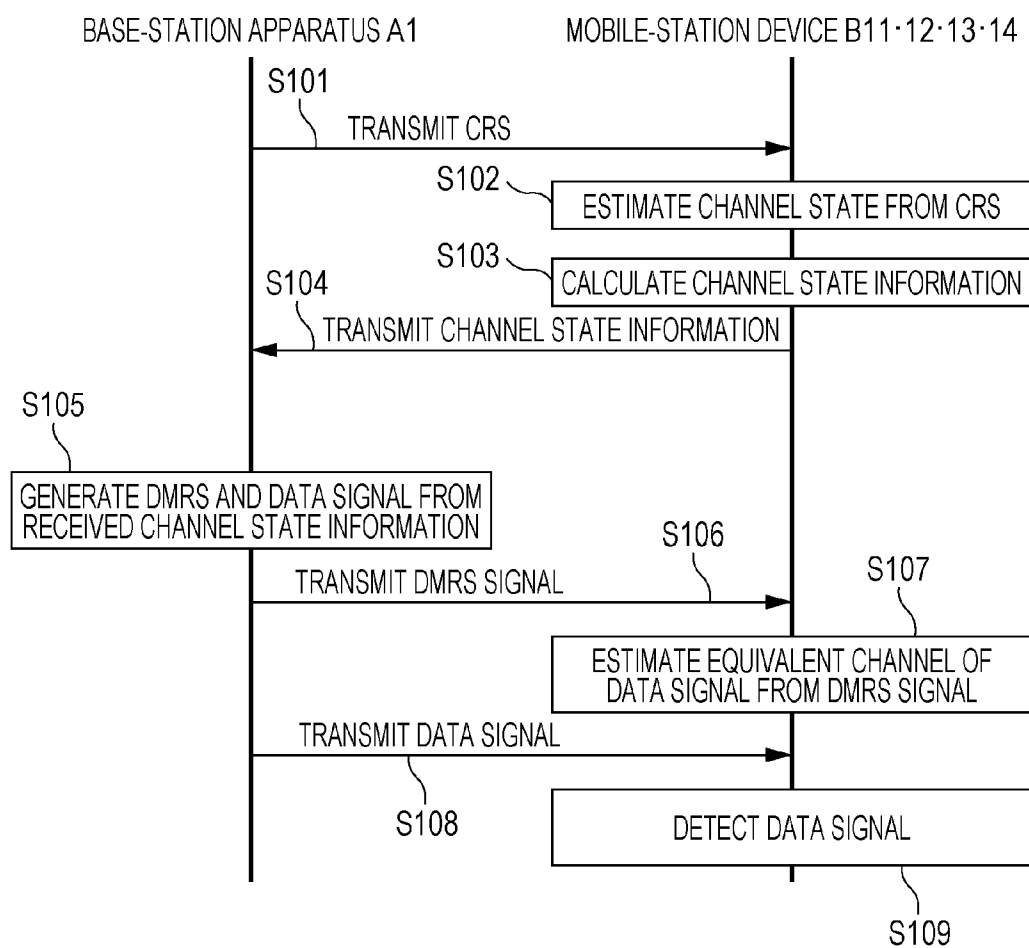 BASE-STATION APPARATUS A1
MOBILE-STATION DEVICE B11·12·13·14
S101
TRANSMIT CRS
S102
ESTIMATE CHANNEL STATE FROM CRS
S103
CALCULATE CHANNEL STATE INFORMATION
S104
TRANSMIT CHANNEL STATE INFORMATION
S105
GENERATE DMRS AND DATA SIGNAL FROM
RECEIVED CHANNEL STATE INFORMATION
S106
TRANSMIT DMRS SIGNAL
S107
ESTIMATE EQUIVALENT CHANNEL OF
DATA SIGNAL FROM DMRS SIGNAL
TRANSMIT DATA SIGNAL
S108
DETECT DATA SIGNAL
S109